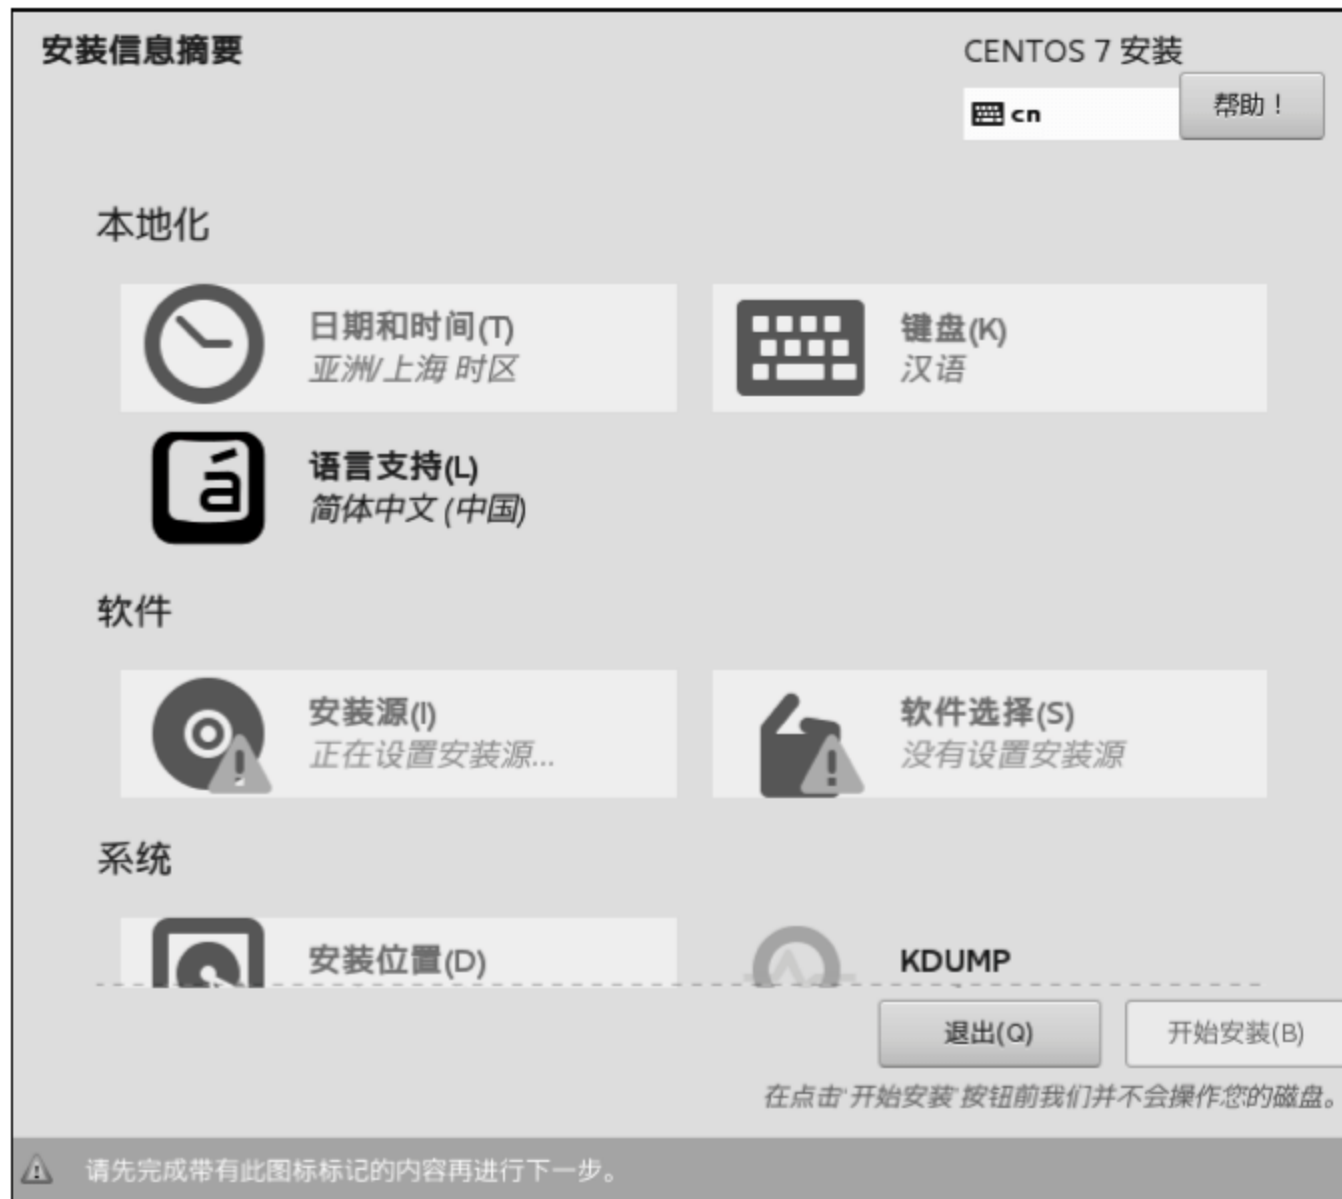 安装信息摘要
CENTOS 7 安装
cn
帮助！
本地化
日期和时间(T)
亚洲/上海 时区
键盘(K)
汉语
á
语言支持(L)
简体中文 (中国)
软件
安装源(I)
正在设置安装源...
软件选择(S)
没有设置安装源
系统
安装位置(D)
KDUMP
退出(Q)
开始安装(B)
在点击'开始安装'按钮前我们并不会操作您的磁盘。
请先完成带有此图标标记的内容再进行下一步。